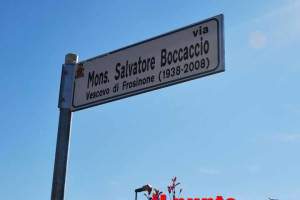 via
Mons. Salvatore Boccaccio
Vescovo di Frosinone (1938-2008)